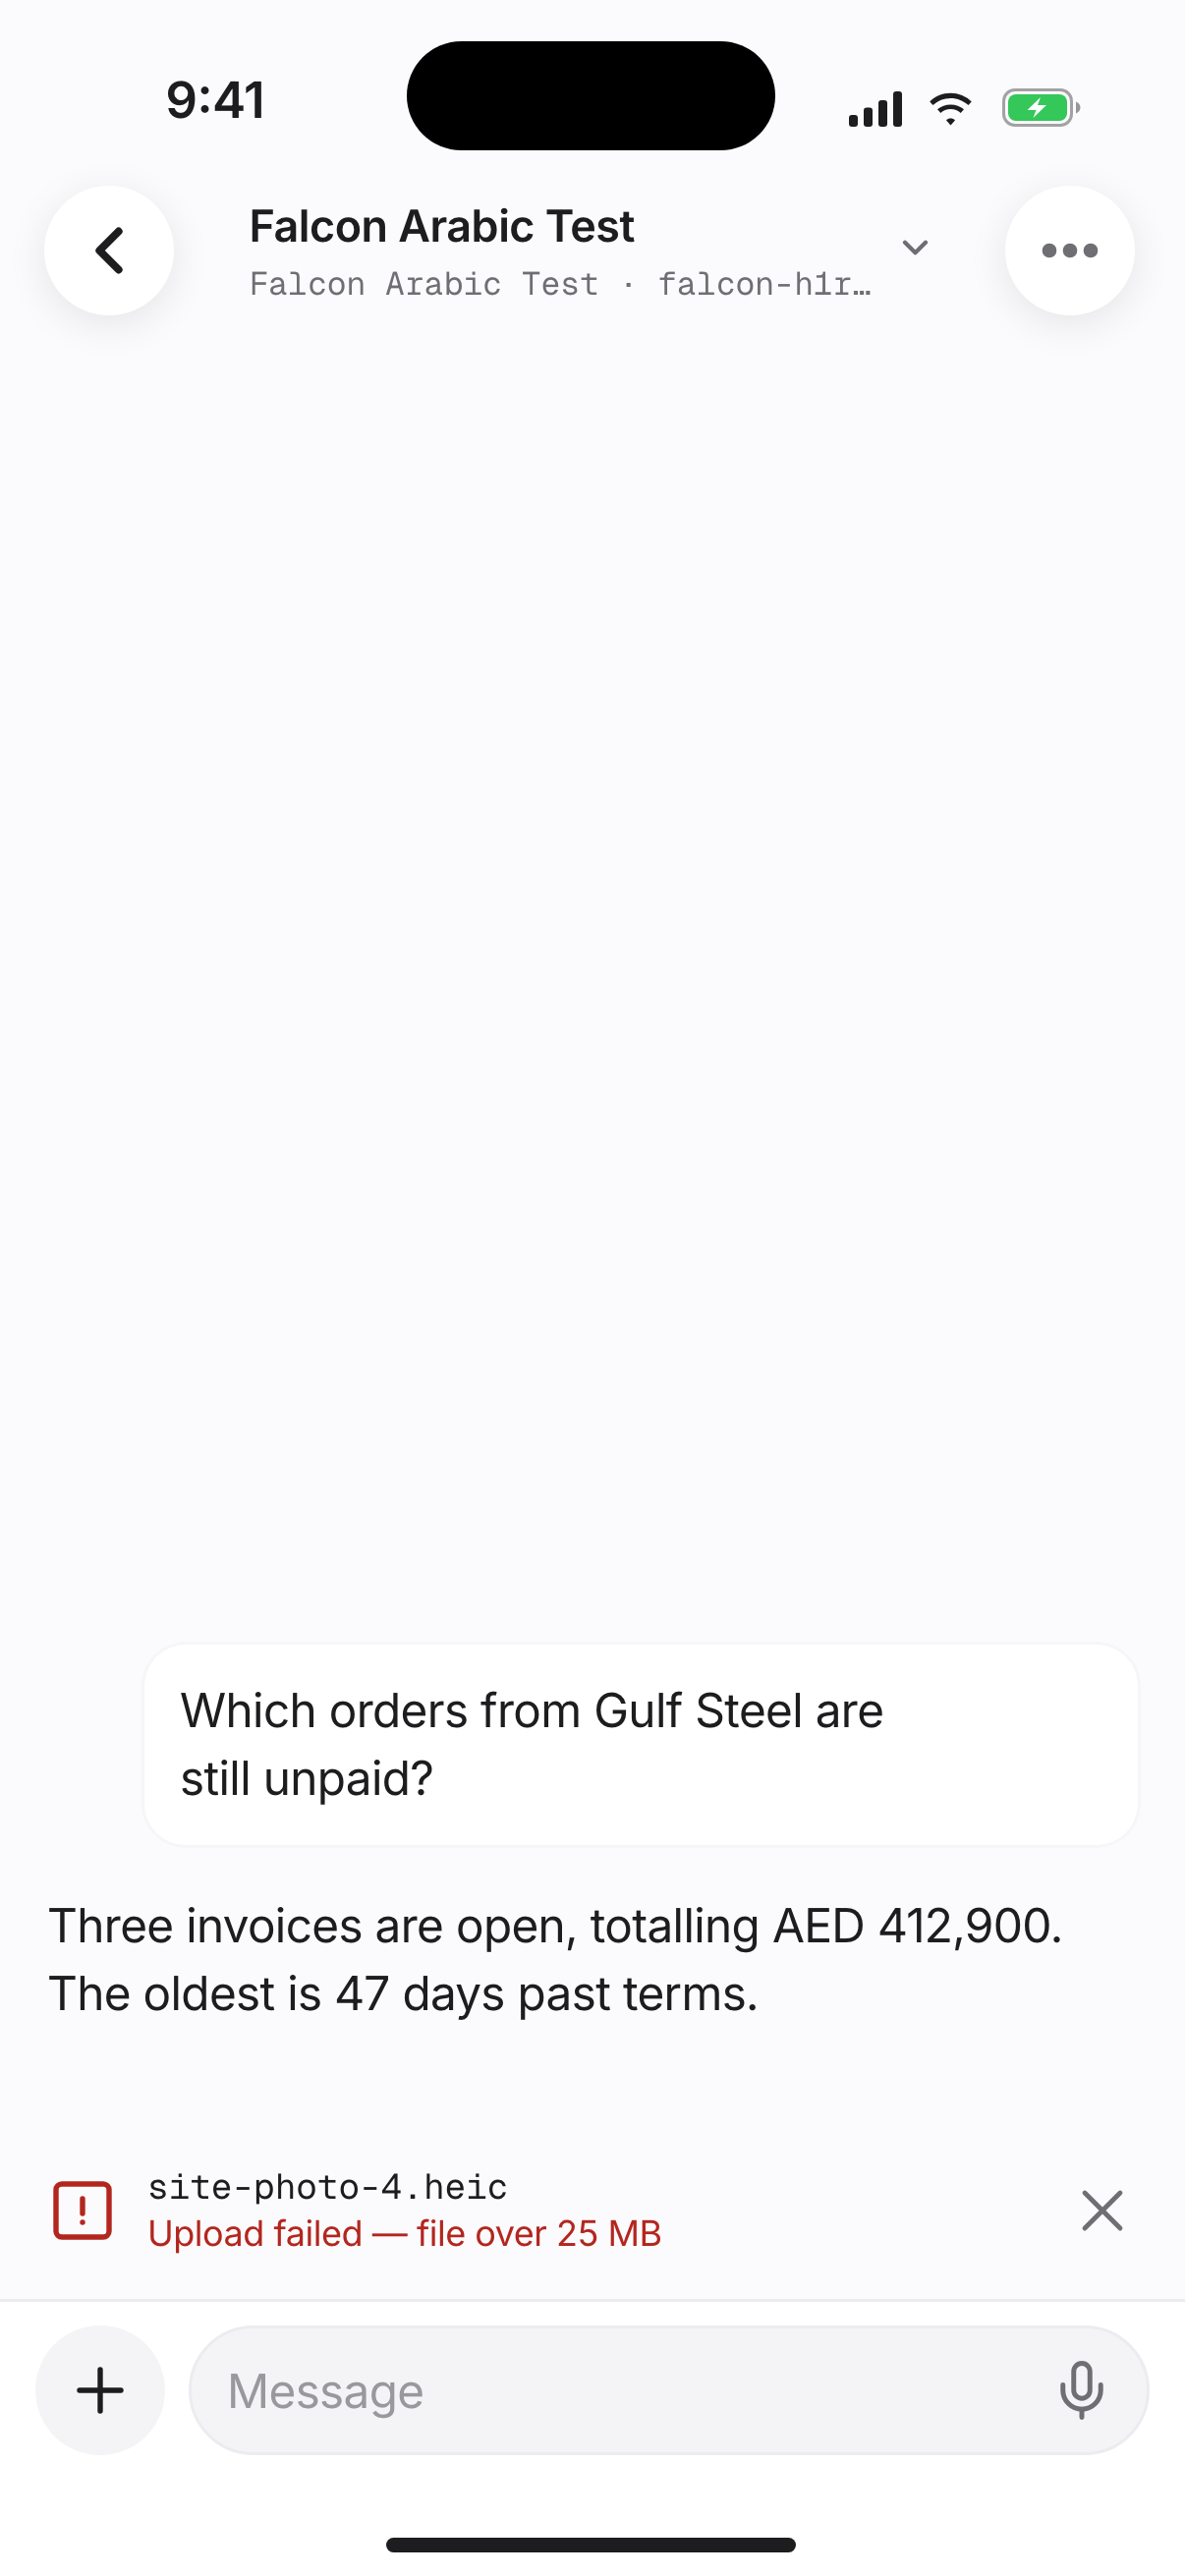 9:41
Falcon Arabic Test
Falcon Arabic Test · falcon-h1r…
Which orders from Gulf Steel are
still unpaid?
Three invoices are open, totalling AED 412,900.
The oldest is 47 days past terms.
site-photo-4.heic
Upload failed — file over 25 MB
Message